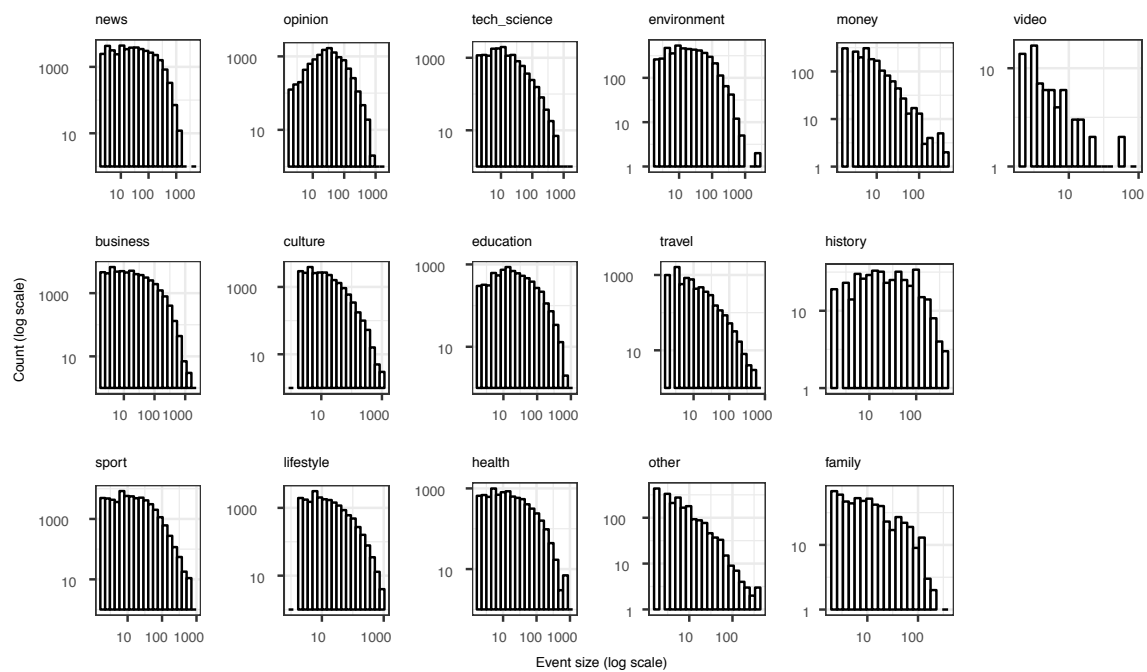 news opinion tech_science environment money video
1000 1000 1000 100 100 10
10 10 10 10 10
1 1 1
10 100 1000 10 100 1000 10 1000 10 1000 10 100 10 100
business culture education travel history
1000 1000 1000 1000 10
10 10 10 10 1
10 100 1000 10 1000 10 100 1000 10 100 1000 10 100
sport lifestyle health other family
1000 1000 1000 100 10
10 10 10 10
1 1
10 100 1000 10 1000 10 100 1000 10 100 10 100
Count (log scale)
Event size (log scale)